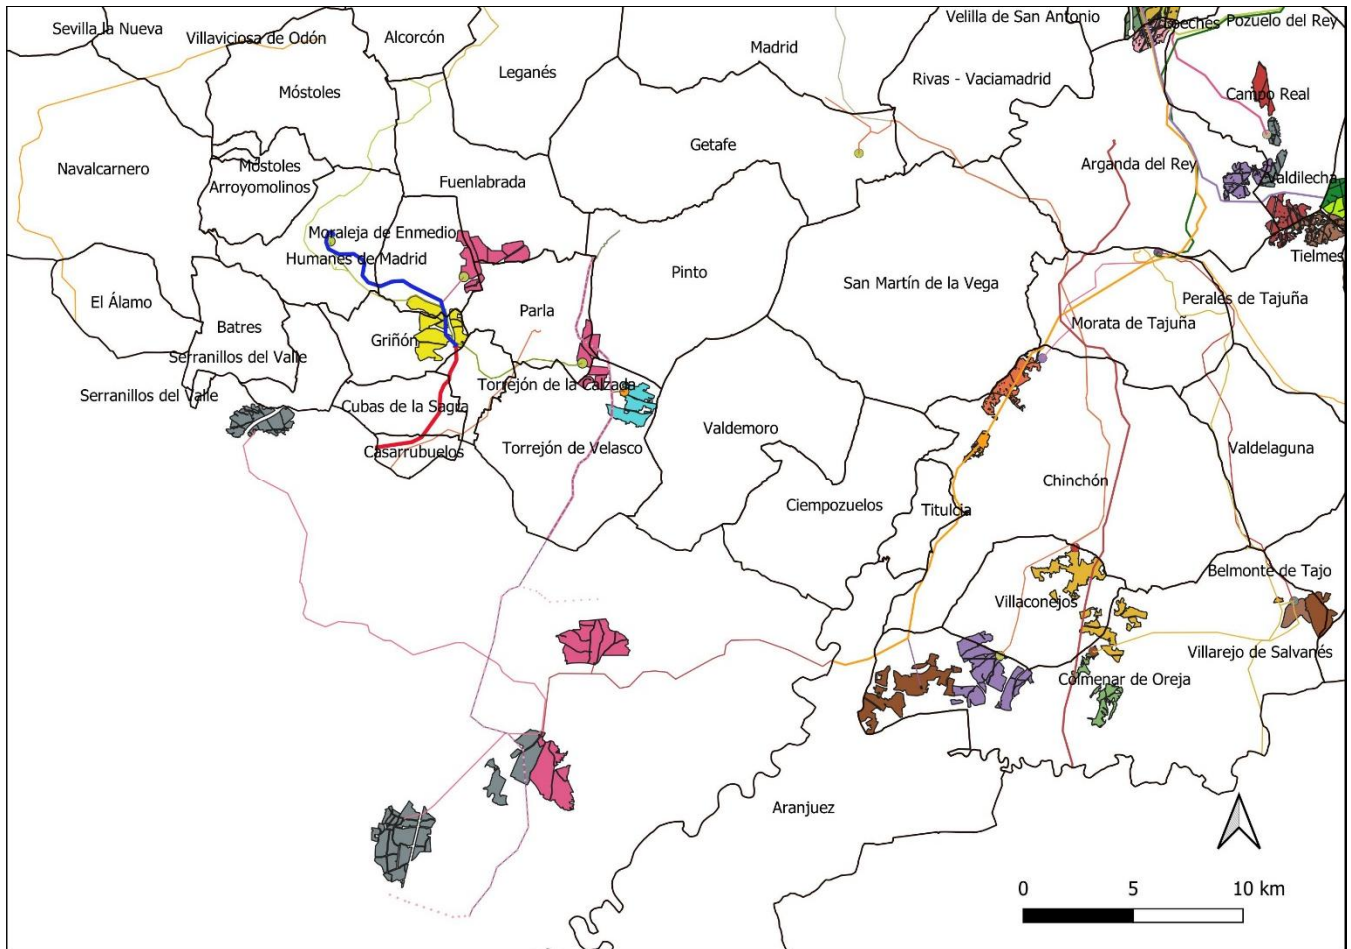 Sevilla la Nueva
Villaviciosa de Odón
Alcorcón
Madrid
Velilla de San Antonio
Loeches
Pozuelo del Rey
Leganés
Rivas - Vaciamadrid
Móstoles
Campo Real
Getafe
Navalcarnero
Móstoles
Arroyomolinos
Fuenlabrada
Arganda del Rey
Valdilecha
Moraleja de Enmedio
Humanes de Madrid
Tielmes
Pinto
San Martín de la Vega
El Álamo
Perales de Tajuña
Batres
Parla
Morata de Tajuña
Griñón
Serranillos del Valle
Torrejón de la Calzada
Serranillos del Valle
Cubas de la Sagra
Casarrubuelos
Torrejón de Velasco
Valdemoro
Valdelaguna
Chinchón
Ciempozuelos
Titulcia
Belmonte de Tajo
Villaconejos
Villarejo de Salvanés
Colmenar de Oreja
Aranjuez
0 5 10 km